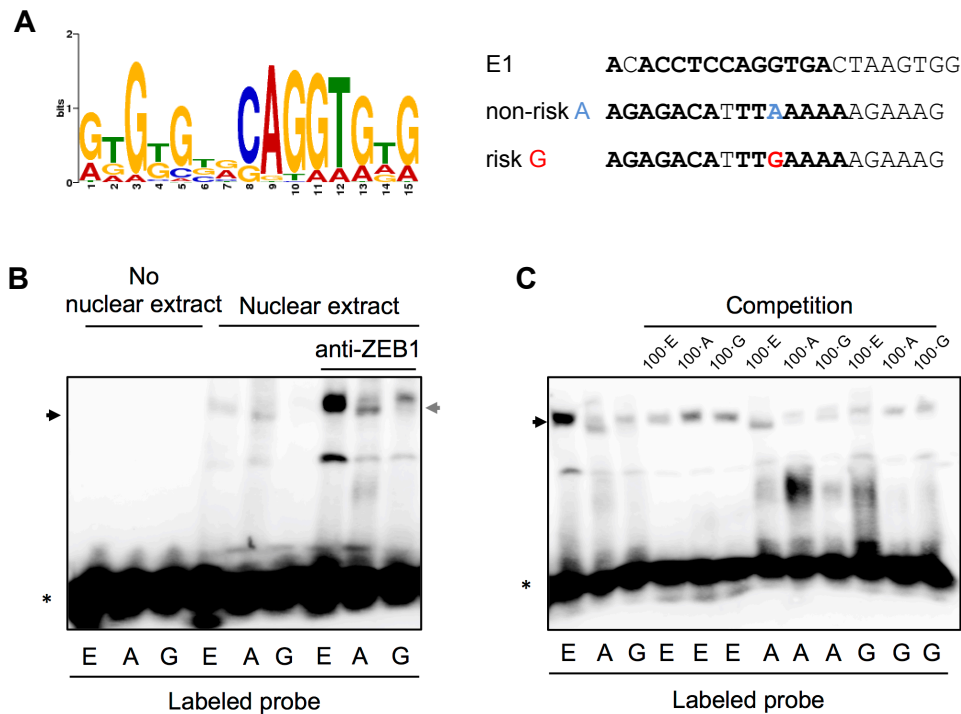 A
2
1
0
bits
GTGTGTGCAGGTGTG
1 2 3 4 5 6 7 8 9 10 11 12 13 14 15
E1 ACACCTCCAGGTGACTAAGTGG
non-risk A AGAGACATTTAAAAAAGAAAG
risk G AGAGACATTTGAAAAAGAAAG
B
No
nuclear extract
Nuclear extract
anti-ZEB1
*
E A G E A G E A G
Labeled probe
C
Competition
100·E 100·A 100·G 100·E 100·A 100·G 100·E 100·A 100·G
*
E A G E E E A A A G G G
Labeled probe